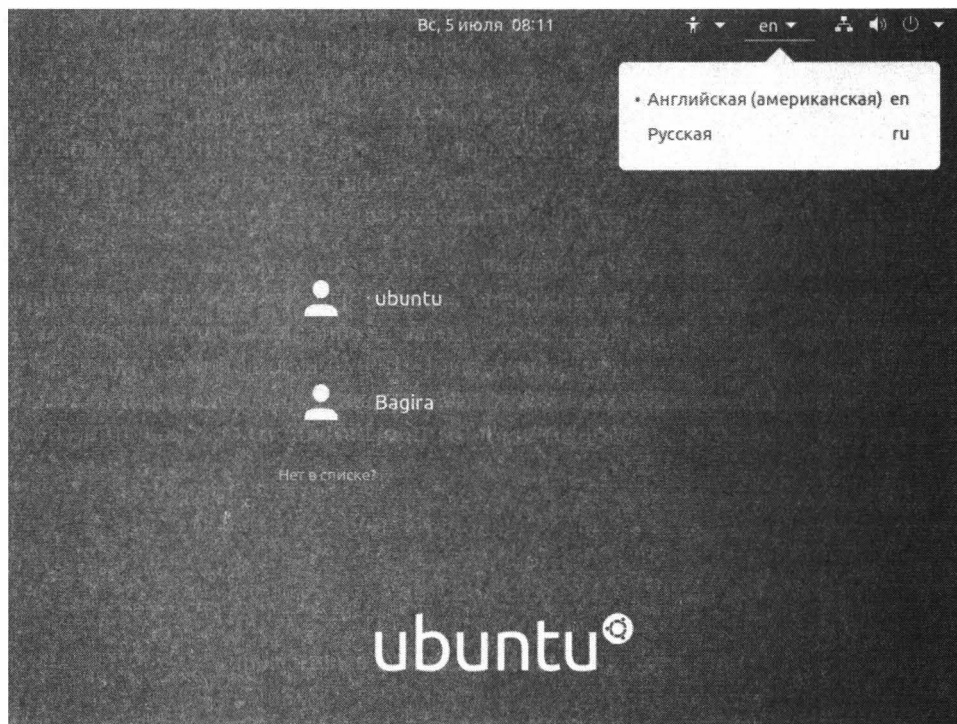 Вс, 5 июля 08:11
en
• Английская (американская) en
Русская ru
ubuntu
Bagira
Нет в списке?
ubuntu